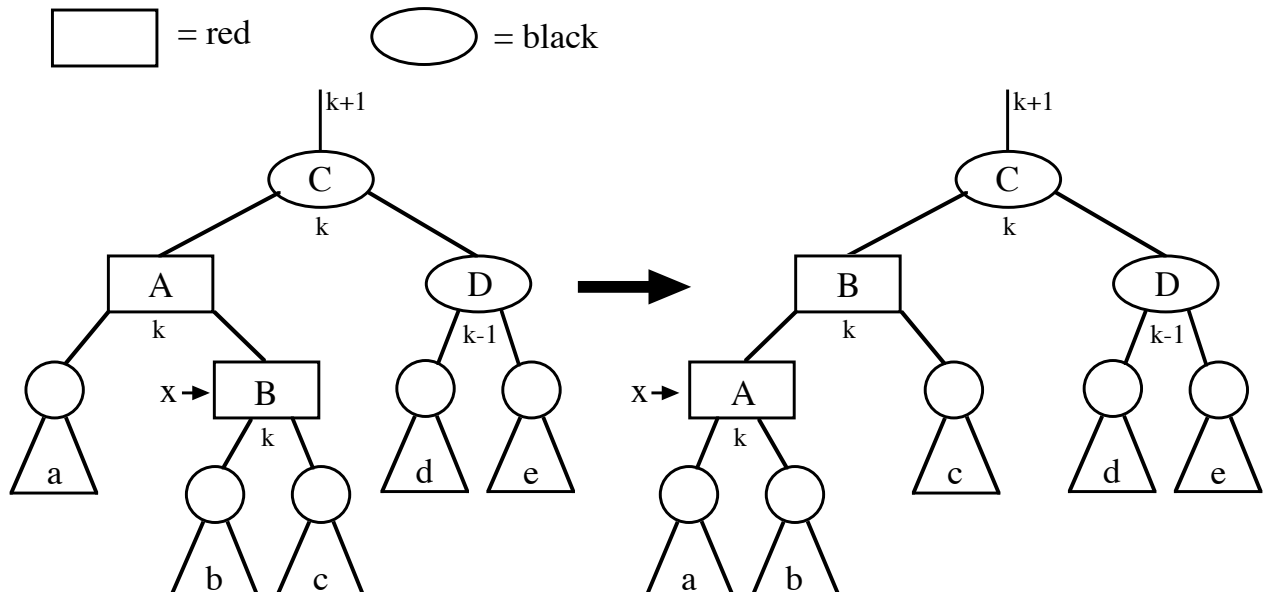 = red = black
k+1 k+1
C C
k k
A D B D
k k-1 k k-1
x B x A
k k
a d e c d e
b c a b